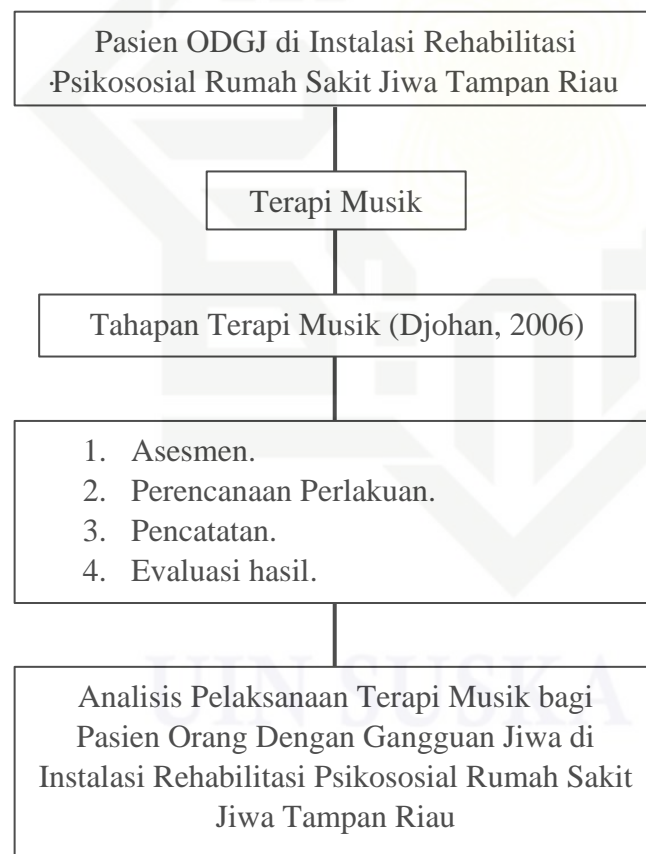 Pasien ODGJ di Instalasi Rehabilitasi
Psikososial Rumah Sakit Jiwa Tampan Riau
Terapi Musik
Tahapan Terapi Musik (Djohan, 2006)
1. Asesmen.
2. Perencanaan Perlakuan.
3. Pencatatan.
4. Evaluasi hasil.
UIN SUSKA
Analisis Pelaksanaan Terapi Musik bagi
Pasien Orang Dengan Gangguan Jiwa di
Instalasi Rehabilitasi Psikososial Rumah Sakit
Jiwa Tampan Riau